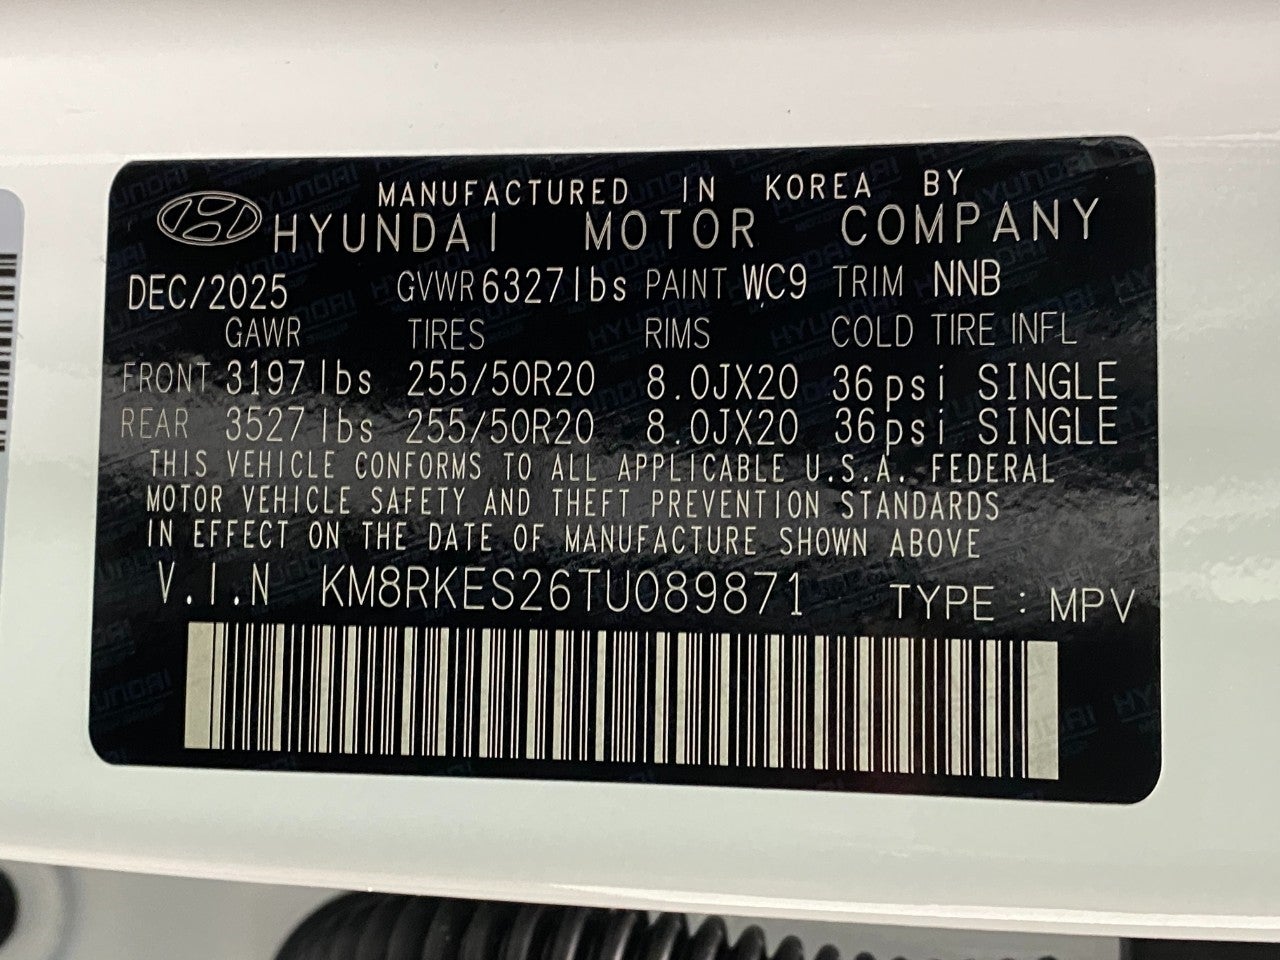 MANUFACTURED IN KOREA BY
HYUNDAI MOTOR COMPANY
DEC/2025 GVWR 6327lbs PAINT WC9 TRIM NNB
GAWR TIRES RIMS COLD TIRE INFL
FRONT 3197lbs 255/50R20 8.0JX20 36psi SINGLE
REAR 3527lbs 255/50R20 8.0JX20 36psi SINGLE
THIS VEHICLE CONFORMS TO ALL APPLICABLE U.S.A. FEDERAL
MOTOR VEHICLE SAFETY AND THEFT PREVENTION STANDARDS
IN EFFECT ON THE DATE OF MANUFACTURE SHOWN ABOVE
V.I.N KM8RKES26TU089871 TYPE : MPV